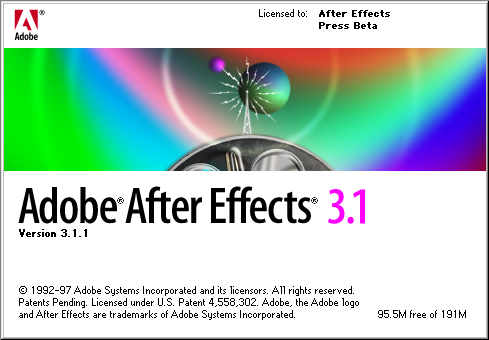 Adobe
Licensed to: After Effects
Press Beta
Adobe® After Effects® 3.1
Version 3.1.1
© 1992-97 Adobe Systems Incorporated and its licensors. All rights reserved.
Patents Pending. Licensed under U.S. Patent 4,558,302. Adobe, the Adobe logo
and After Effects are trademarks of Adobe Systems Incorporated.
95.5M free of 191M